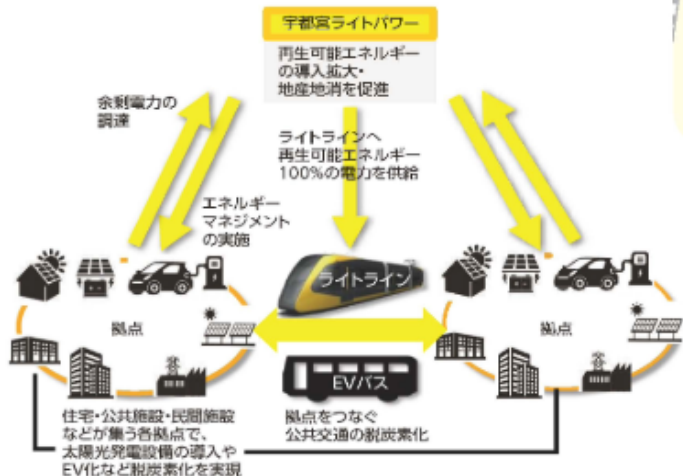 宇都宮ライトパワー
再生可能エネルギー
の導入拡大・
地産地消を促進
余剰電力の
調達
ライトラインへ
再生可能エネルギー
100%の電力を供給
エネルギー
マネジメント
の実施
ライトライン
拠点
拠点
EVバス
住宅・公共施設・民間施設
などが集う各拠点で、
太陽光発電設備の導入や
EV化など脱炭素化を実現
拠点をつなぐ
公共交通の脱炭素化